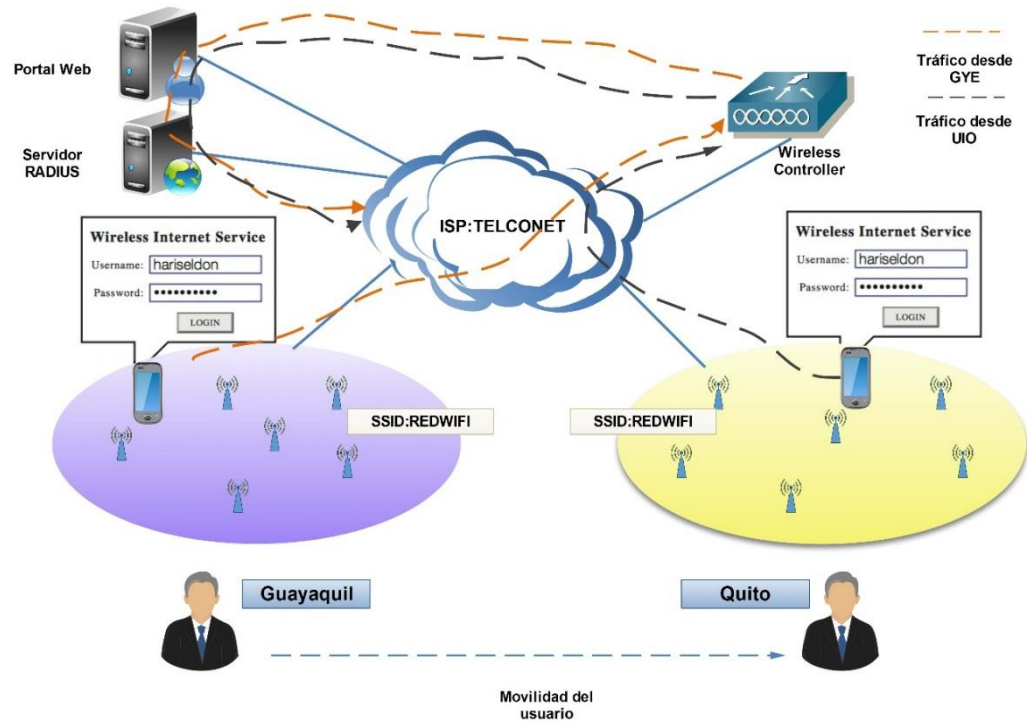 Portal Web
Servidor
RADIUS
ISP:TELCONET
Wireless
Controller
Tráfico desde
GYE
Tráfico desde
UIO
Wireless Internet Service
Username: hariseldon
Password: ••••••••••
LOGIN
Wireless Internet Service
Username: hariseldon
Password: ••••••••••
LOGIN
SSID:REDWIFI
SSID:REDWIFI
Guayaquil
Quito
Movilidad del
usuario